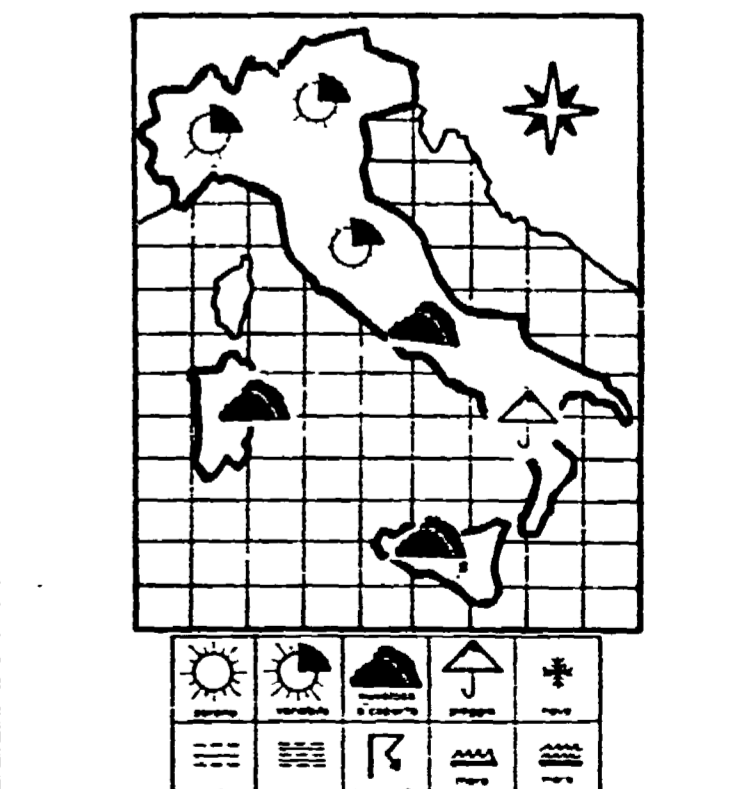 sereno
variabile
nuvoloso
o coperto
pioggia
neve
mare
mare